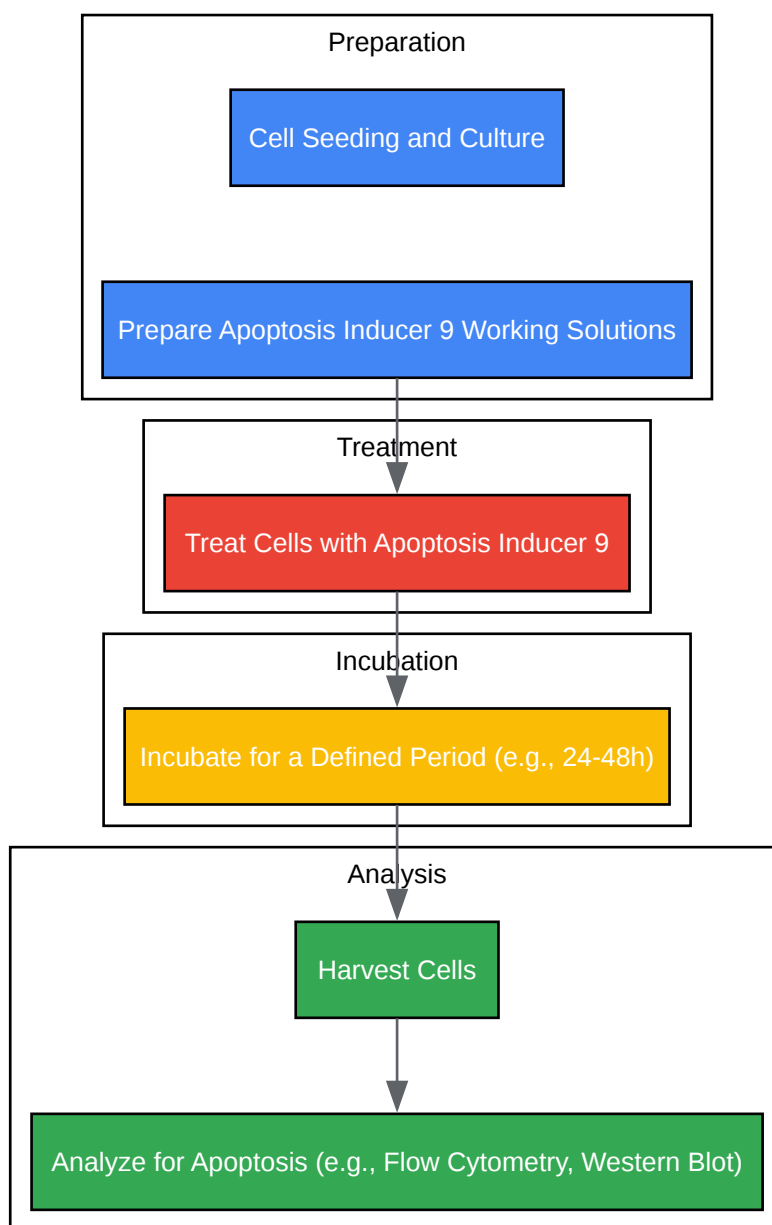 Preparation
Cell Seeding and Culture
Prepare Apoptosis Inducer 9 Working Solutions
Treatment
Treat Cells with Apoptosis Inducer 9
Incubation
Incubate for a Defined Period (e.g., 24-48h)
Analysis
Harvest Cells
Analyze for Apoptosis (e.g., Flow Cytometry, Western Blot)